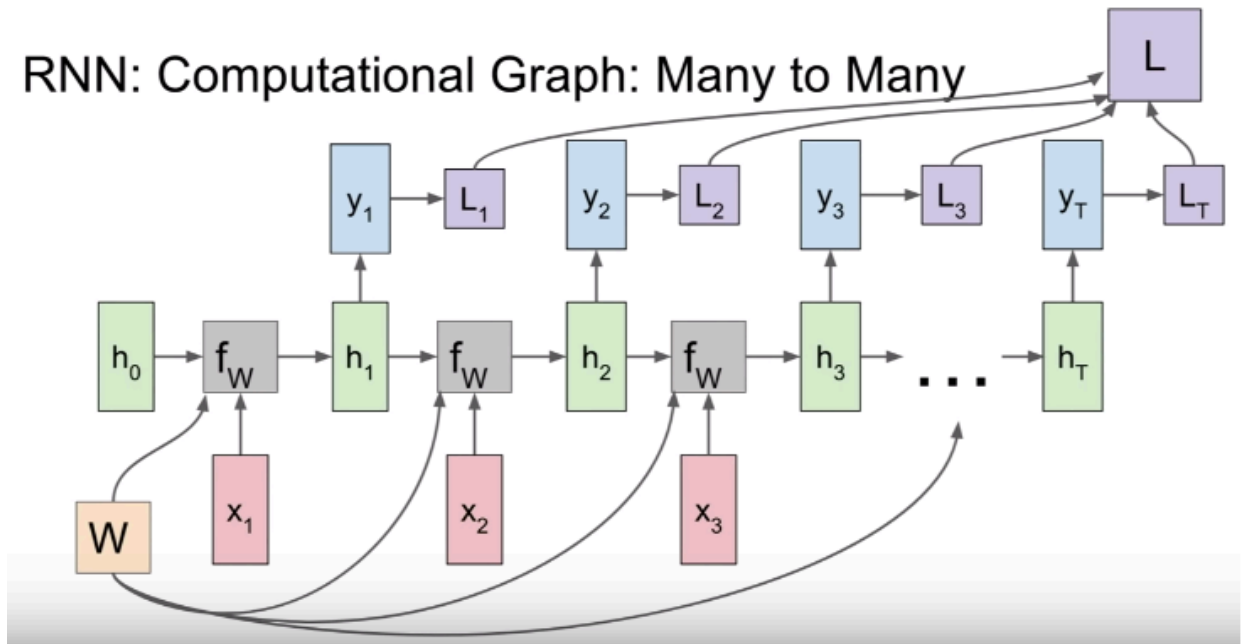 L
RNN: Computational Graph: Many to Many
y1 L1 y2 L2 y3 L3 yT LT
h0 fW h1 fW h2 fW h3 ... hT
W x1 x2 x3